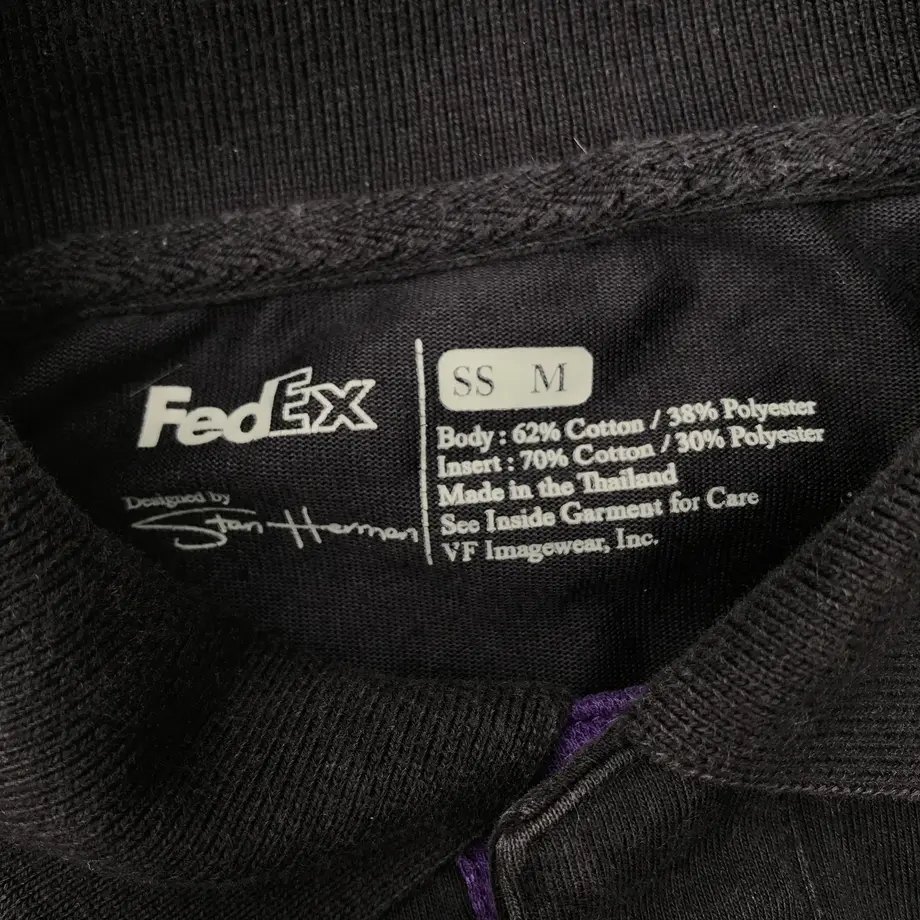 FedEx
Designed by
Stan Herman
SS M
Body : 62% Cotton / 38% Polyester
Insert : 70% Cotton / 30% Polyester
Made in the Thailand
See Inside Garment for Care
VF Imagewear, Inc.